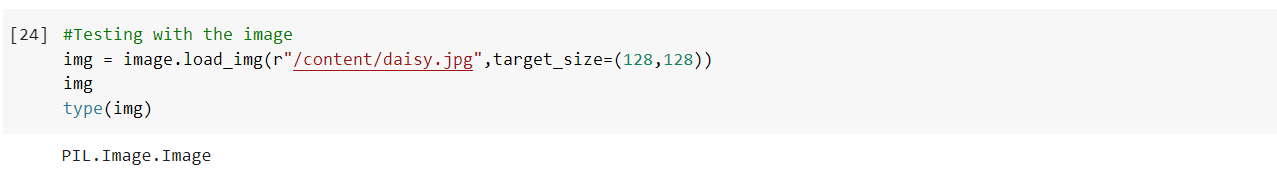 [24] #Testing with the image
img = image.load_img(r"/content/daisy.jpg",target_size=(128,128))
img
type(img)
PIL.Image.Image